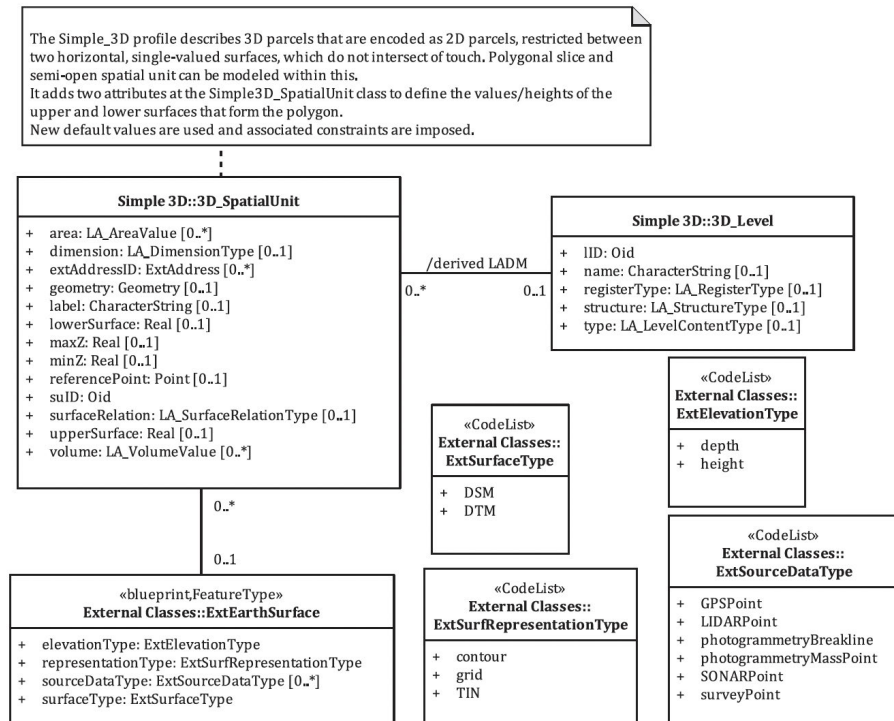 The Simple_3D profile describes 3D parcels that are encoded as 2D parcels, restricted between
two horizontal, single-valued surfaces, which do not intersect of touch. Polygonal slice and
semi-open spatial unit can be modeled within this.
It adds two attributes at the Simple3D_SpatialUnit class to define the values/heights of the
upper and lower surfaces that form the polygon.
New default values are used and associated constraints are imposed.
Simple 3D::3D_SpatialUnit
+ area: LA_AreaValue [0..*]
+ dimension: LA_DimensionType [0..1]
+ extAddressID: ExtAddress [0..*]
+ geometry: Geometry [0..1]
+ label: CharacterString [0..1]
+ lowerSurface: Real [0..1]
+ maxZ: Real [0..1]
+ minZ: Real [0..1]
+ referencePoint: Point [0..1]
+ suID: Oid
+ surfaceRelation: LA_SurfaceRelationType [0..1]
+ upperSurface: Real [0..1]
+ volume: LA_VolumeValue [0..*]
/derived LADM
0..*
0..1
Simple 3D::3D_Level
+ lID: Oid
+ name: CharacterString [0..1]
+ registerType: LA_RegisterType [0..1]
+ structure: LA_StructureType [0..1]
+ type: LA_LevelContentType [0..1]
«CodeList»
External Classes::
ExtElevationType
+ depth
+ height
«CodeList»
External Classes::
ExtSurfaceType
+ DSM
+ DTM
0..*
0..1
«blueprint,FeatureType»
External Classes::ExtEarthSurface
+ elevationType: ExtElevationType
+ representationType: ExtSurfRepresentationType
+ sourceDataType: ExtSourceDataType [0..*]
+ surfaceType: ExtSurfaceType
«CodeList»
External Classes::
ExtSurfRepresentationType
+ contour
+ grid
+ TIN
«CodeList»
External Classes::
ExtSourceDataType
+ GPSPoint
+ LIDARPoint
+ photogrammetryBreakline
+ photogrammetryMassPoint
+ SONARPoint
+ surveyPoint